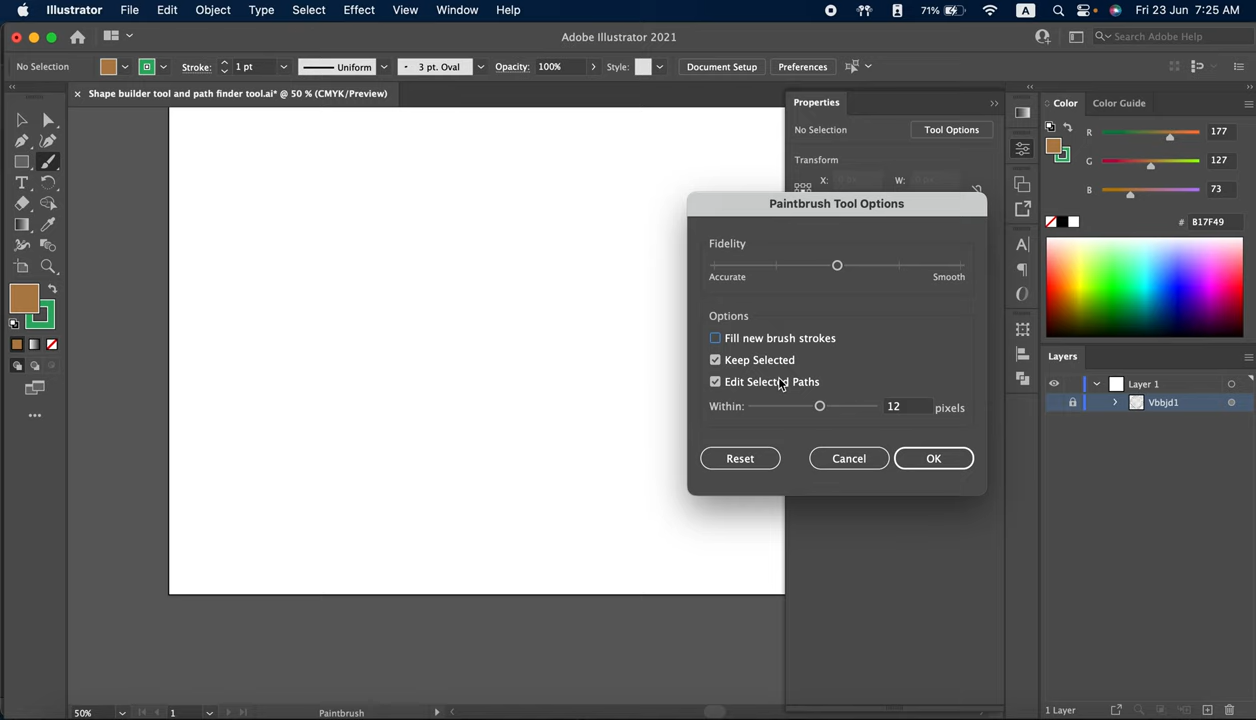 Illustrator File Edit Object Type Select Effect View Window Help 71% A Fri 23 Jun 7:25 AM
Adobe Illustrator 2021 Search Adobe Help
No Selection Stroke: 1 pt Uniform 3 pt. Oval Opacity: 100% Style: Document Setup Preferences
× Shape builder tool and path finder tool.ai* @ 50 % (CMYK/Preview)
Properties
No Selection Tool Options
Transform
X: W:
Color Color Guide
R 177
G 127
B 73
# B17F49
Paintbrush Tool Options
Fidelity
Accurate Smooth
Options
Fill new brush strokes
Keep Selected
Edit Selected Paths
Within: 12 pixels
Reset Cancel OK
Layers
Layer 1
Vbbjd1
50% 1 Paintbrush
1 Layer